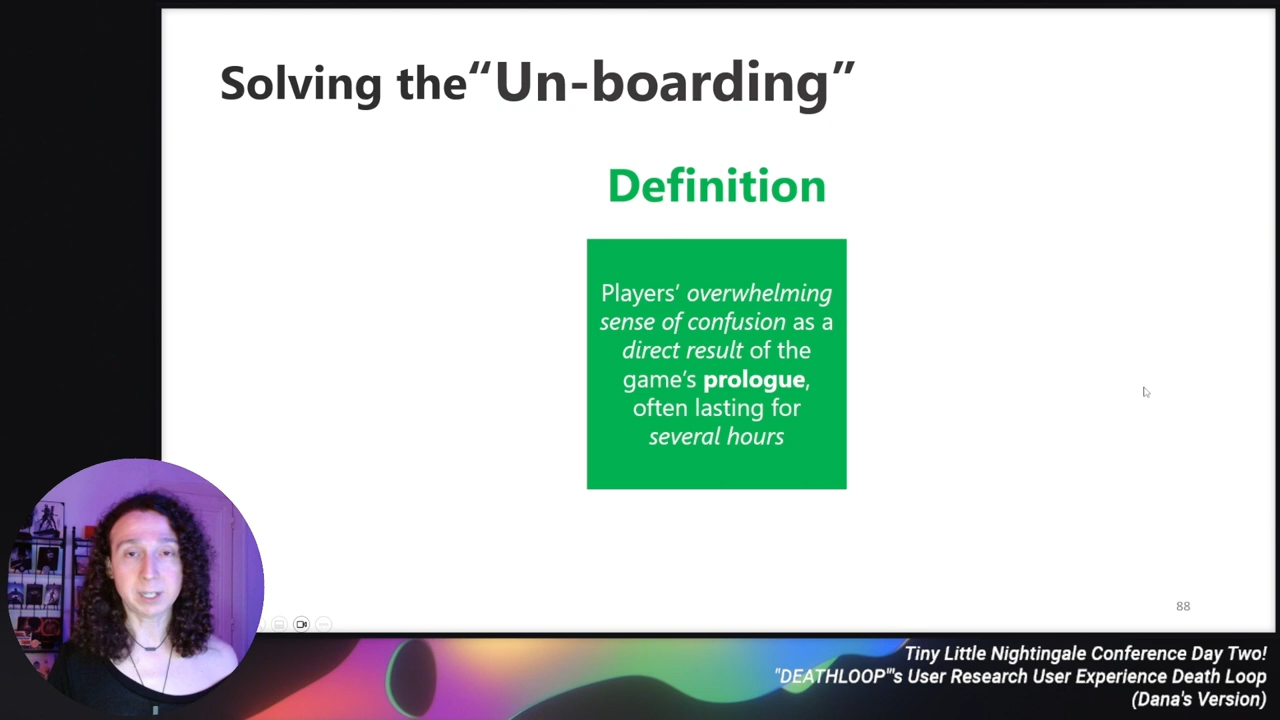 Solving the“Un-boarding”
Definition
Players’ overwhelming
sense of confusion as a
direct result of the
game’s prologue,
often lasting for
several hours
88
Tiny Little Nightingale Conference Day Two!
"DEATHLOOP"'s User Research User Experience Death Loop
(Dana's Version)